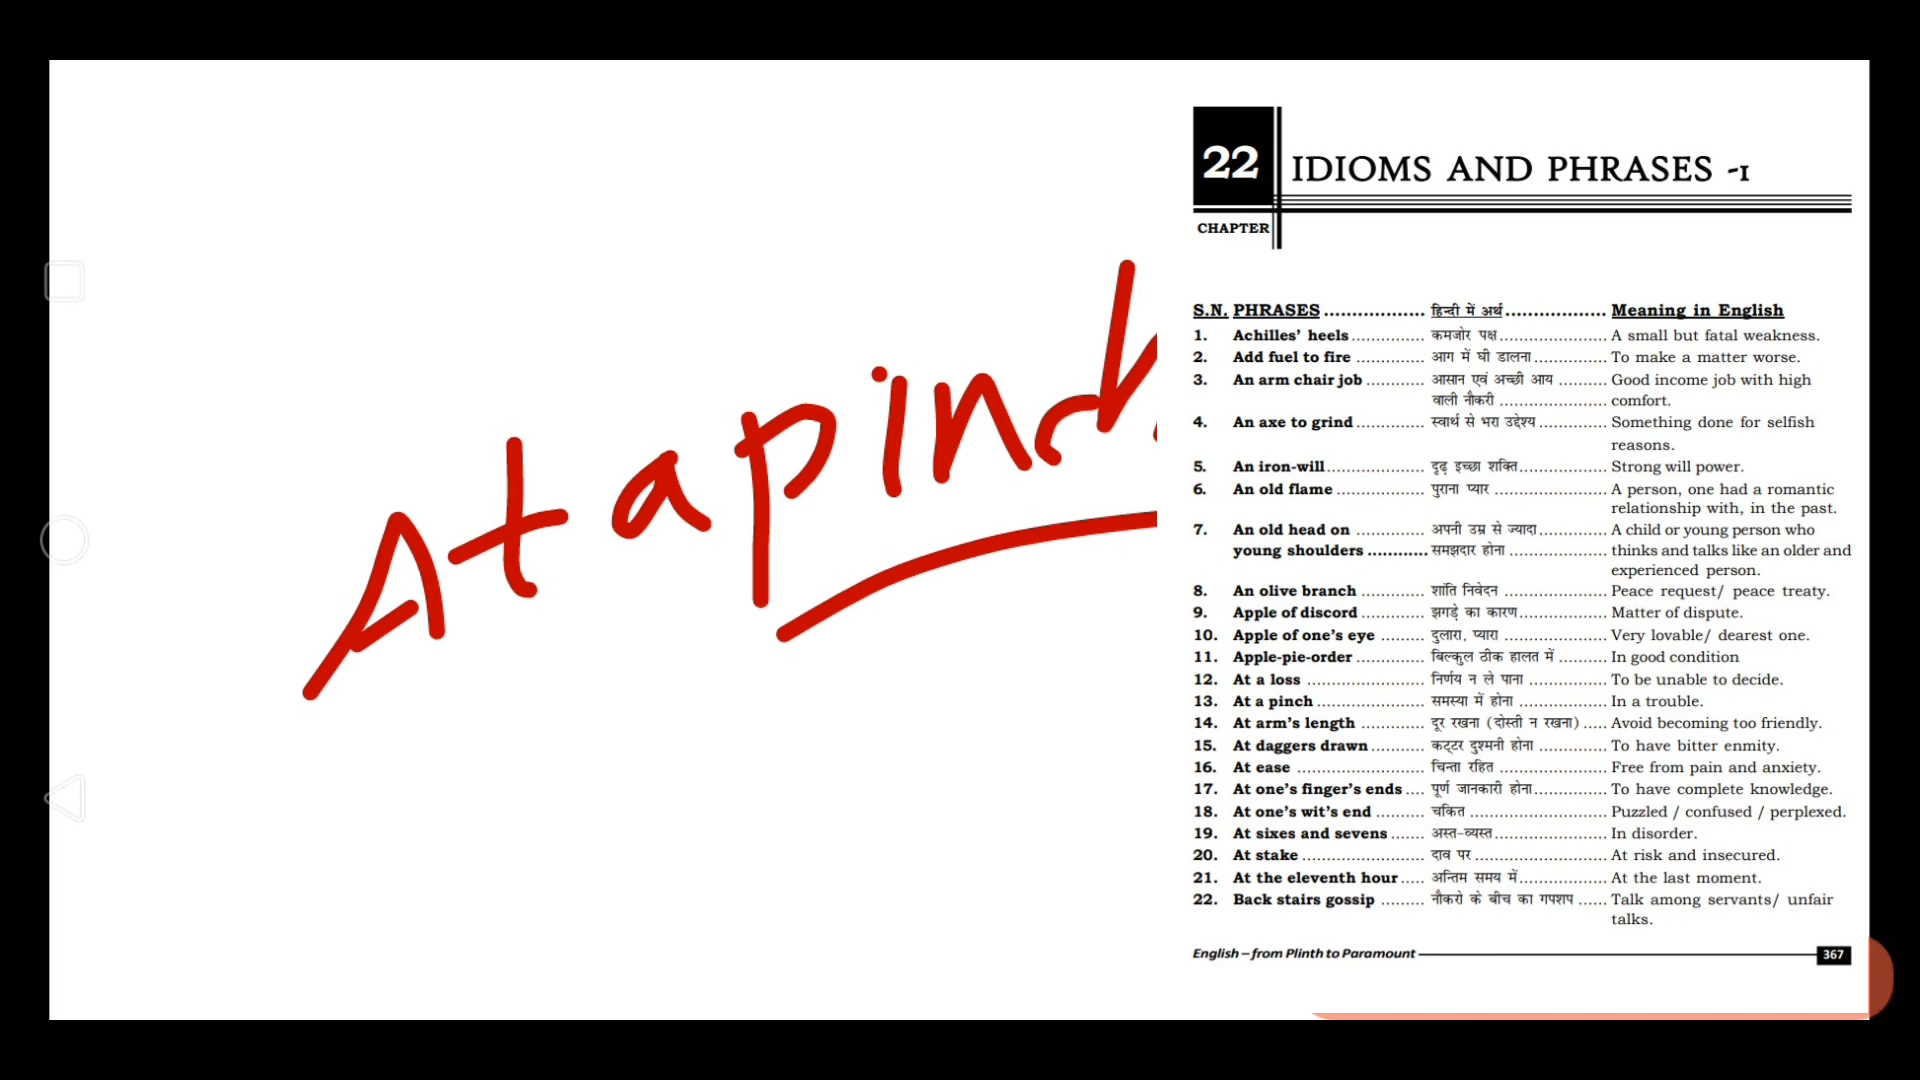 At a pinch
22
IDIOMS AND PHRASES -I
CHAPTER
S.N. PHRASES .................. हिन्दी में अर्थ .................. Meaning in English
1. Achilles’ heels .............. कमजोर पक्ष ...................... A small but fatal weakness.
2. Add fuel to fire ............. आग में घी डालना .............. To make a matter worse.
3. An arm chair job ............ आसान एवं अच्छी आय .......... Good income job with high
वाली नौकरी ...................... comfort.
4. An axe to grind .............. स्वार्थ से भरा उद्देश्य .............. Something done for selfish
reasons.
5. An iron-will .................... दृढ़ इच्छा शक्ति .................. Strong will power.
6. An old flame .................. पुराना प्यार ....................... A person, one had a romantic
relationship with, in the past.
7. An old head on .............. अपनी उम्र से ज्यादा .............. A child or young person who
young shoulders ............ समझदार होना .................... thinks and talks like an older and
experienced person.
8. An olive branch ............. शांति निवेदन ..................... Peace request/ peace treaty.
9. Apple of discord ............. झगड़े का कारण .................. Matter of dispute.
10. Apple of one’s eye ......... दुलारा, प्यारा ..................... Very lovable/ dearest one.
11. Apple-pie-order .............. बिल्कुल ठीक हालत में .......... In good condition
12. At a loss ........................ निर्णय न ले पाना ................ To be unable to decide.
13. At a pinch ...................... समस्या में होना .................. In a trouble.
14. At arm’s length ............. दूर रखना (दोस्ती न रखना) ..... Avoid becoming too friendly.
15. At daggers drawn ........... कट्टर दुश्मनी होना .............. To have bitter enmity.
16. At ease .......................... चिन्ता रहित ...................... Free from pain and anxiety.
17. At one’s finger’s ends .... पूर्ण जानकारी होना ............... To have complete knowledge.
18. At one’s wit’s end .......... चकित ............................ Puzzled / confused / perplexed.
19. At sixes and sevens ....... अस्त-व्यस्त ....................... In disorder.
20. At stake ......................... दाव पर ........................... At risk and insecured.
21. At the eleventh hour ..... अन्तिम समय में .................. At the last moment.
22. Back stairs gossip ......... नौकरो के बीच का गपशप ...... Talk among servants/ unfair
talks.
English – from Plinth to Paramount
367